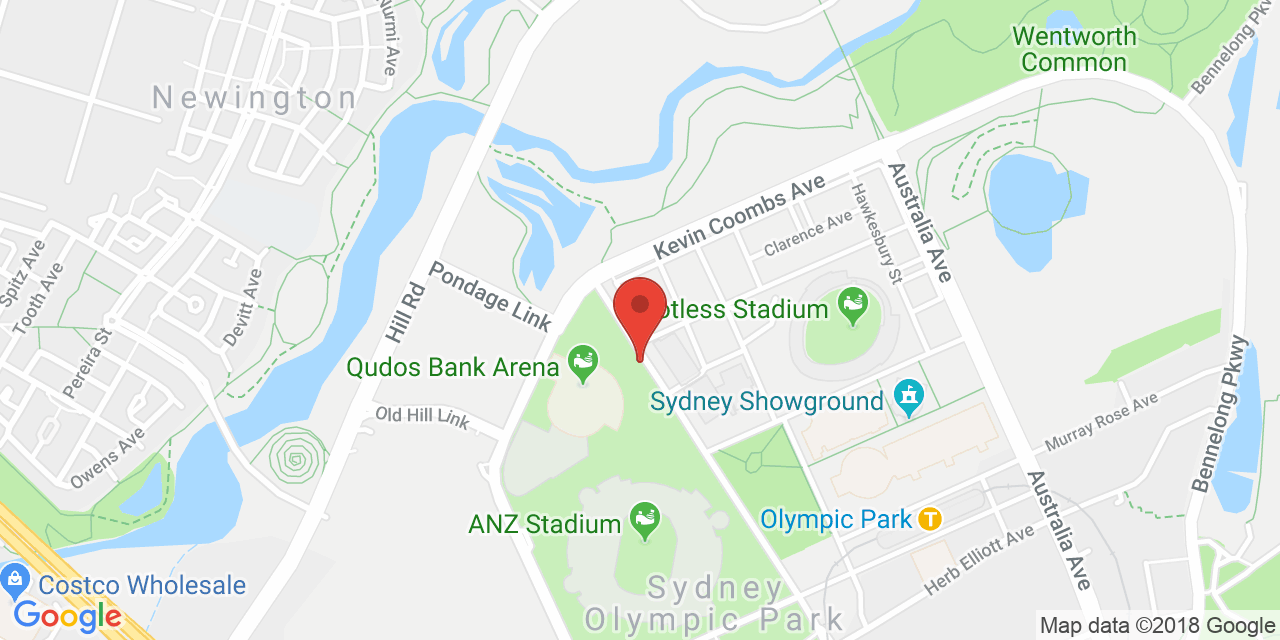 Nurmi Ave
Newington
Wentworth
Common
Bennelong Pkwy
Hill Rd
Kevin Coombs Ave
Australia Ave
Hawkesbury St
Clarence Ave
Spitz Ave
Tooth Ave
Devitt Ave
Pereira St
Pondage Link
otless Stadium
Qudos Bank Arena
Sydney Showground
Bennelong Pkwy
Old Hill Link
Murray Rose Ave
Owens Ave
ANZ Stadium
Olympic Park
T
Australia Ave
Herb Elliott Ave
Costco Wholesale
Sydney
Olympic Park
Google
Map data ©2018 Google